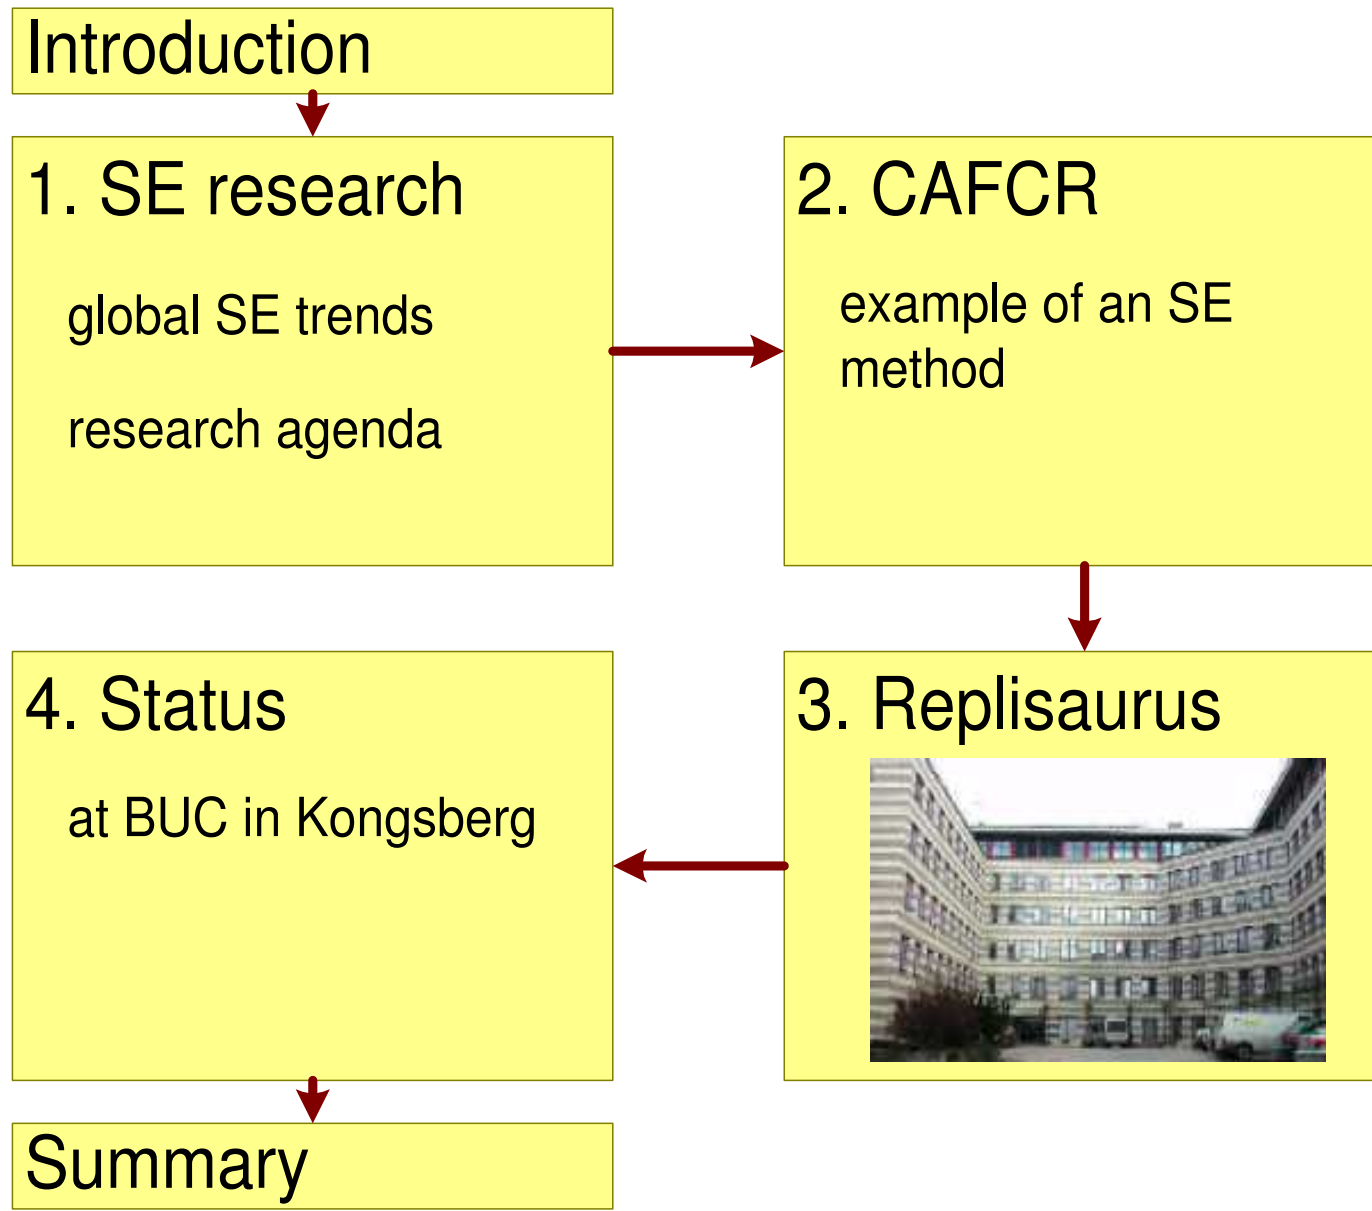 Introduction
1. SE research
global SE trends
research agenda
2. CAFCR
example of an SE
method
3. Replisaurus
4. Status
at BUC in Kongsberg
Summary